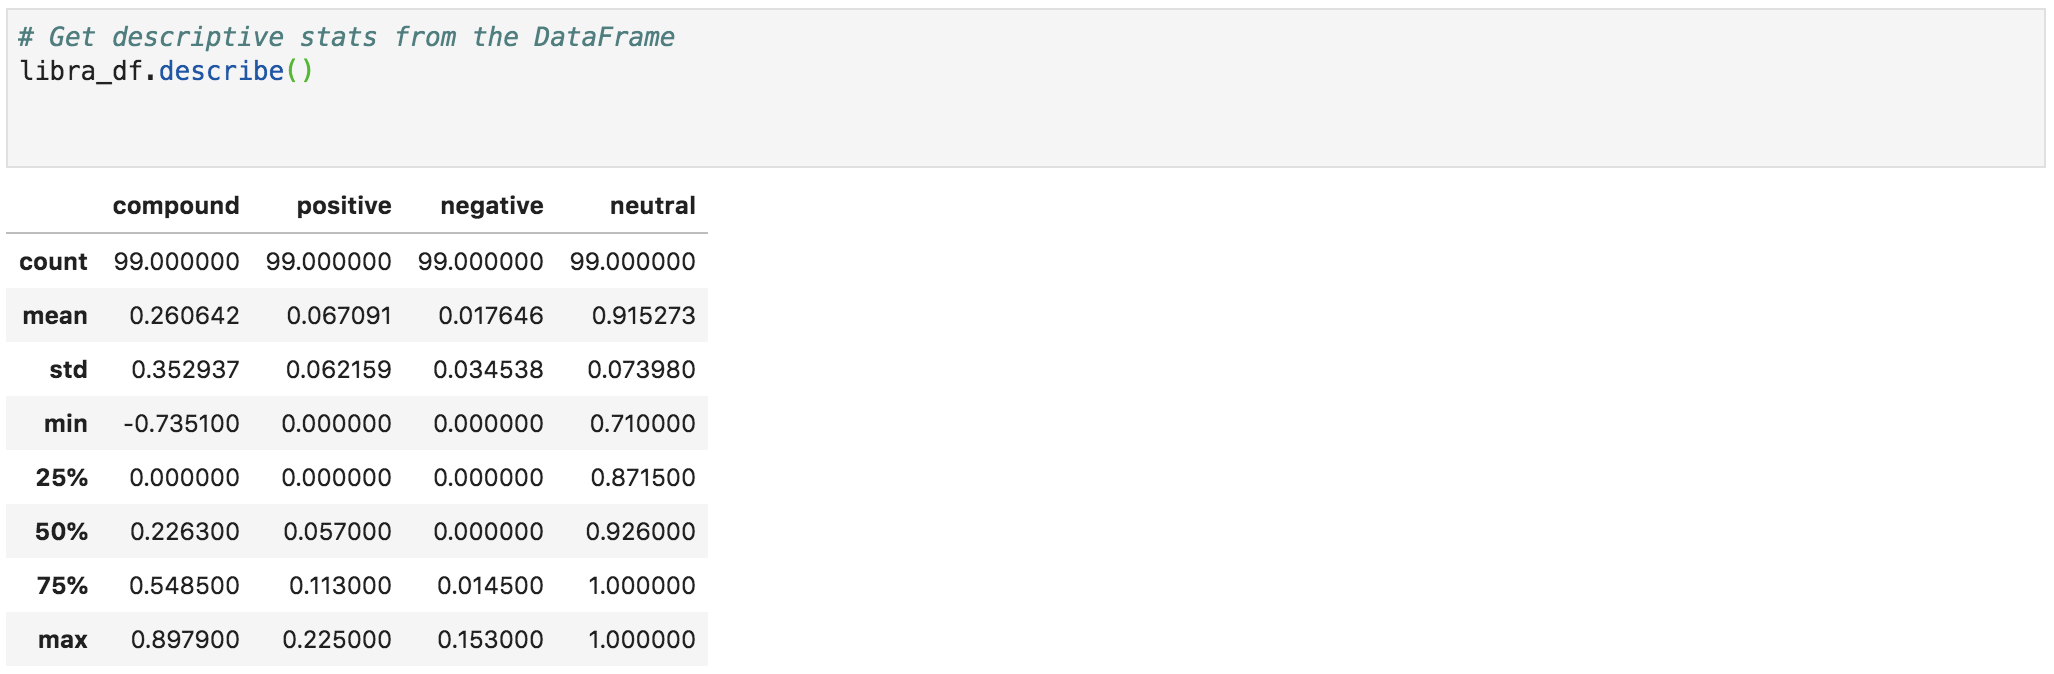 # Get descriptive stats from the DataFrame
libra_df.describe()
compound positive negative neutral
count 99.000000 99.000000 99.000000 99.000000
mean 0.260642 0.067091 0.017646 0.915273
std 0.352937 0.062159 0.034538 0.073980
min -0.735100 0.000000 0.000000 0.710000
25% 0.000000 0.000000 0.000000 0.871500
50% 0.226300 0.057000 0.000000 0.926000
75% 0.548500 0.113000 0.014500 1.000000
max 0.897900 0.225000 0.153000 1.000000